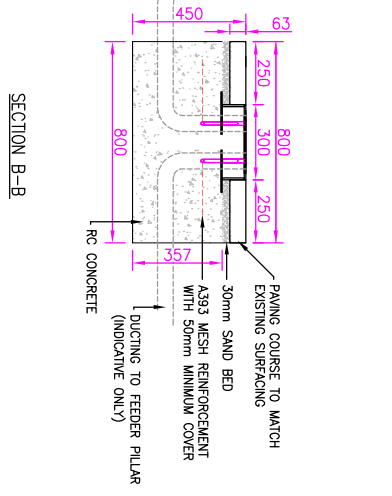 450
63
250
300
250
800
800
357
PAVING COURSE TO MATCH
EXISTING SURFACING
30mm SAND BED
A393 MESH REINFORCEMENT
WITH 50mm MINIMUM COVER
DUCTING TO FEEDER PILLAR
(INDICATIVE ONLY)
RC CONCRETE
SECTION B-B